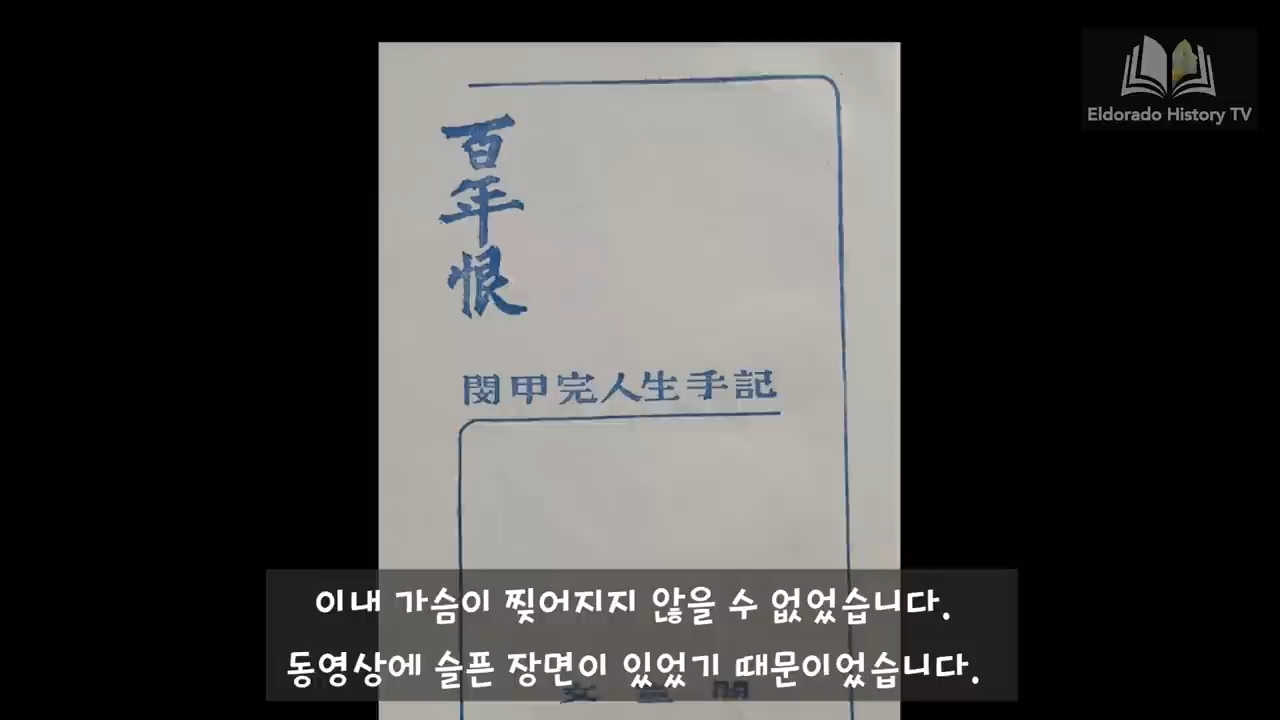 Eldorado History TV
百年恨
閔甲完人生手記
이내 가슴이 찢어지지 않을 수 없었습니다.
동영상에 슬픈 장면이 있었기 때문이었습니다.